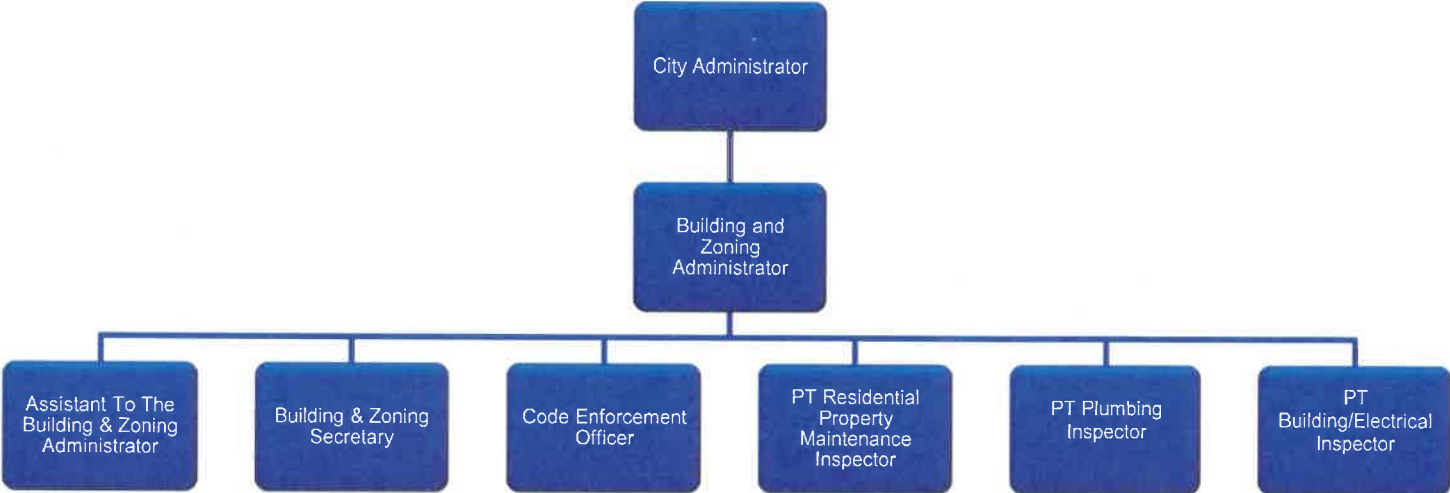 City Administrator
Building and
Zoning
Administrator
Assistant To The
Building & Zoning
Administrator
Building & Zoning
Secretary
Code Enforcement
Officer
PT Residential
Property
Maintenance
Inspector
PT Plumbing
Inspector
PT
Building/Electrical
Inspector